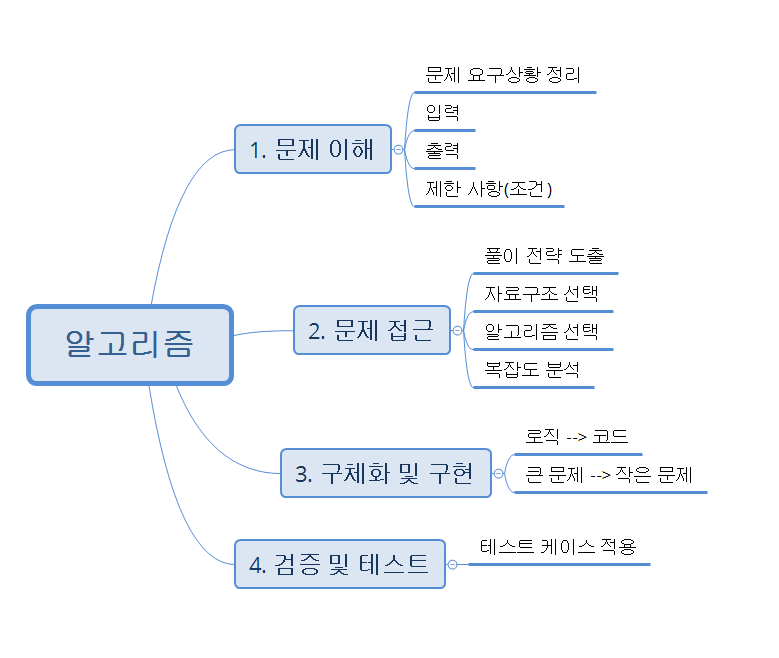 알고리즘
1. 문제 이해
문제 요구상황 정리
입력
출력
제한 사항(조건)
2. 문제 접근
풀이 전략 도출
자료구조 선택
알고리즘 선택
복잡도 분석
3. 구체화 및 구현
로직 --> 코드
큰 문제 --> 작은 문제
4. 검증 및 테스트
테스트 케이스 적용